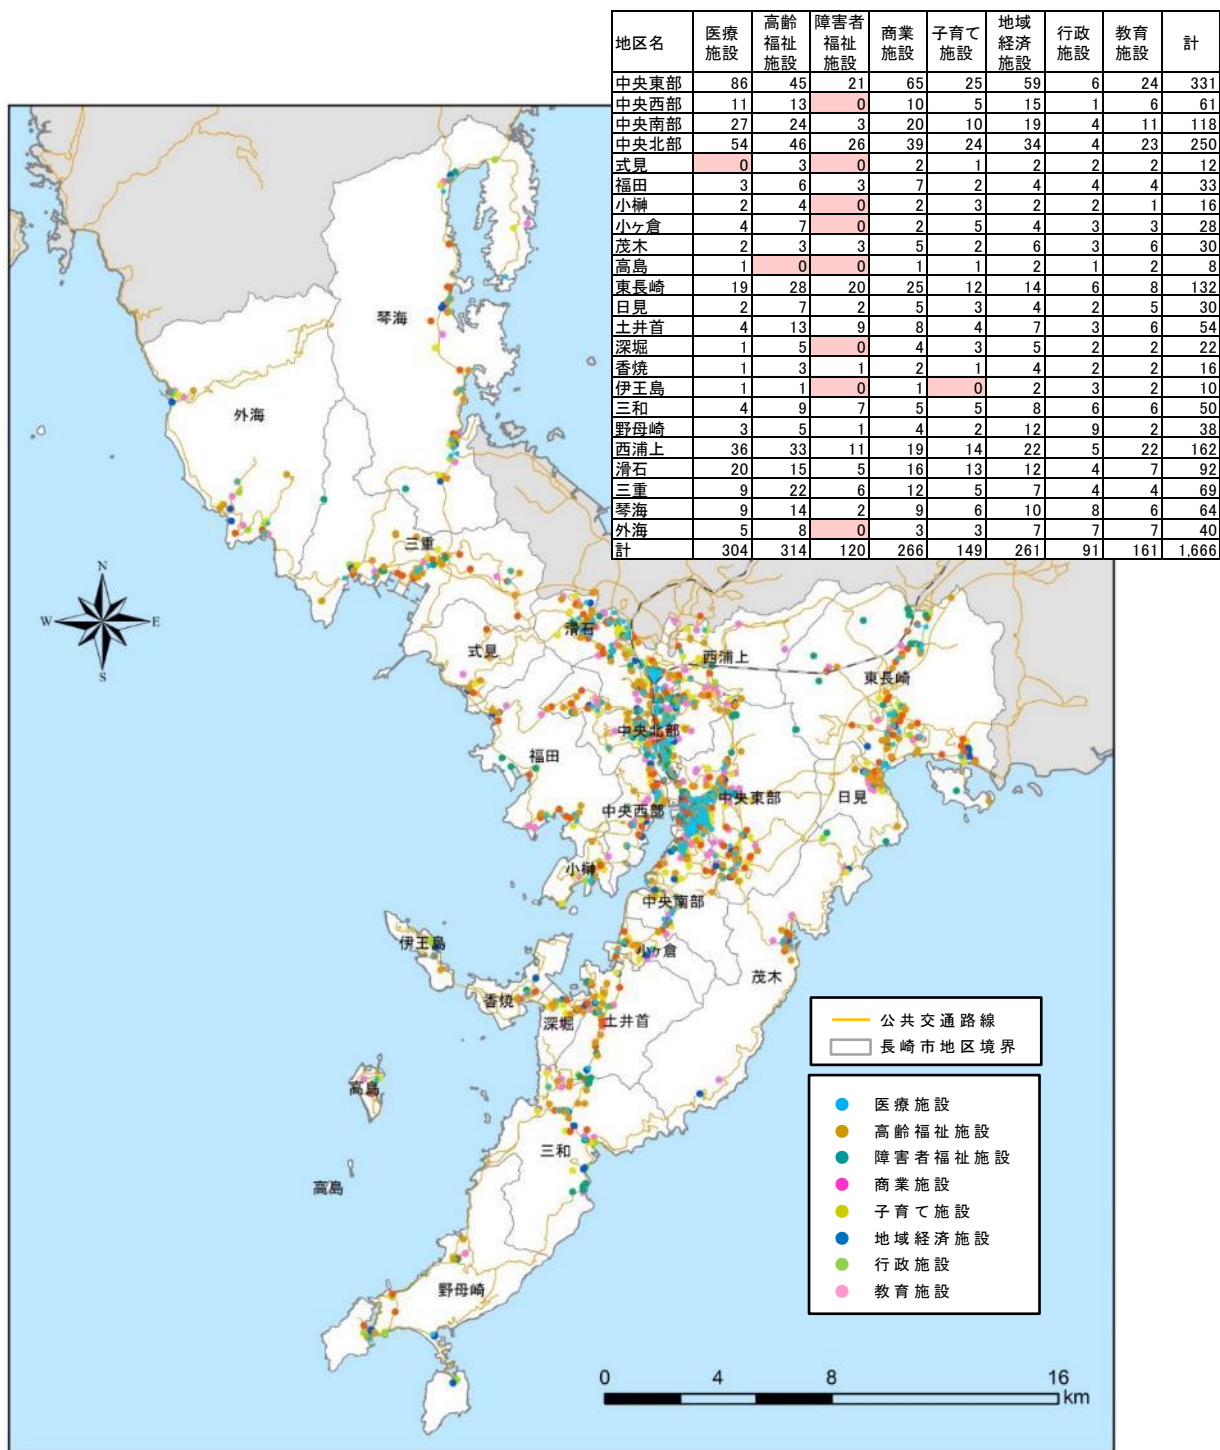 地区名 医療施設 高齢福祉施設 障害者福祉施設 商業施設 子育て施設 地域経済施設 行政施設 教育施設 計
中央東部 86 45 21 65 25 59 6 24 331
中央西部 11 13 0 10 5 15 1 6 61
中央南部 27 24 3 20 10 19 4 11 118
中央北部 54 46 26 39 24 34 4 23 250
式見 0 3 0 2 1 2 2 2 12
福田 3 6 3 7 2 4 4 4 33
小榊 2 4 0 2 3 2 2 1 16
小ヶ倉 4 7 0 2 5 4 3 3 28
茂木 2 3 3 5 2 6 3 6 30
高島 1 0 0 1 1 2 1 2 8
東長崎 19 28 20 25 12 14 6 8 132
日見 2 7 2 5 3 4 2 5 30
土井首 4 13 9 8 4 7 3 6 54
深堀 1 5 0 4 3 5 2 2 22
香焼 1 3 1 2 1 4 2 2 16
伊王島 1 1 0 1 0 2 3 2 10
三和 4 9 7 5 5 8 6 6 50
野母崎 3 5 1 4 2 12 9 2 38
西浦上 36 33 11 19 14 22 5 22 162
滑石 20 15 5 16 13 12 4 7 92
三重 9 22 6 12 5 7 4 4 69
琴海 9 14 2 9 6 10 8 6 64
外海 5 8 0 3 3 7 7 7 40
計 304 314 120 266 149 261 91 161 1,666
琴海
外海
三重
N
W E
S
滑石
式見
西浦上
東長崎
中央北部
福田
中央東部
日見
中央西部
小榊
中央南部
伊王島
小ヶ倉
茂木
香焼
深堀
土井首
高島
三和
高島
野母崎
公共交通路線
長崎市地区境界
医療施設
高齢福祉施設
障害者福祉施設
商業施設
子育て施設
地域経済施設
行政施設
教育施設
0 4 8 16
km